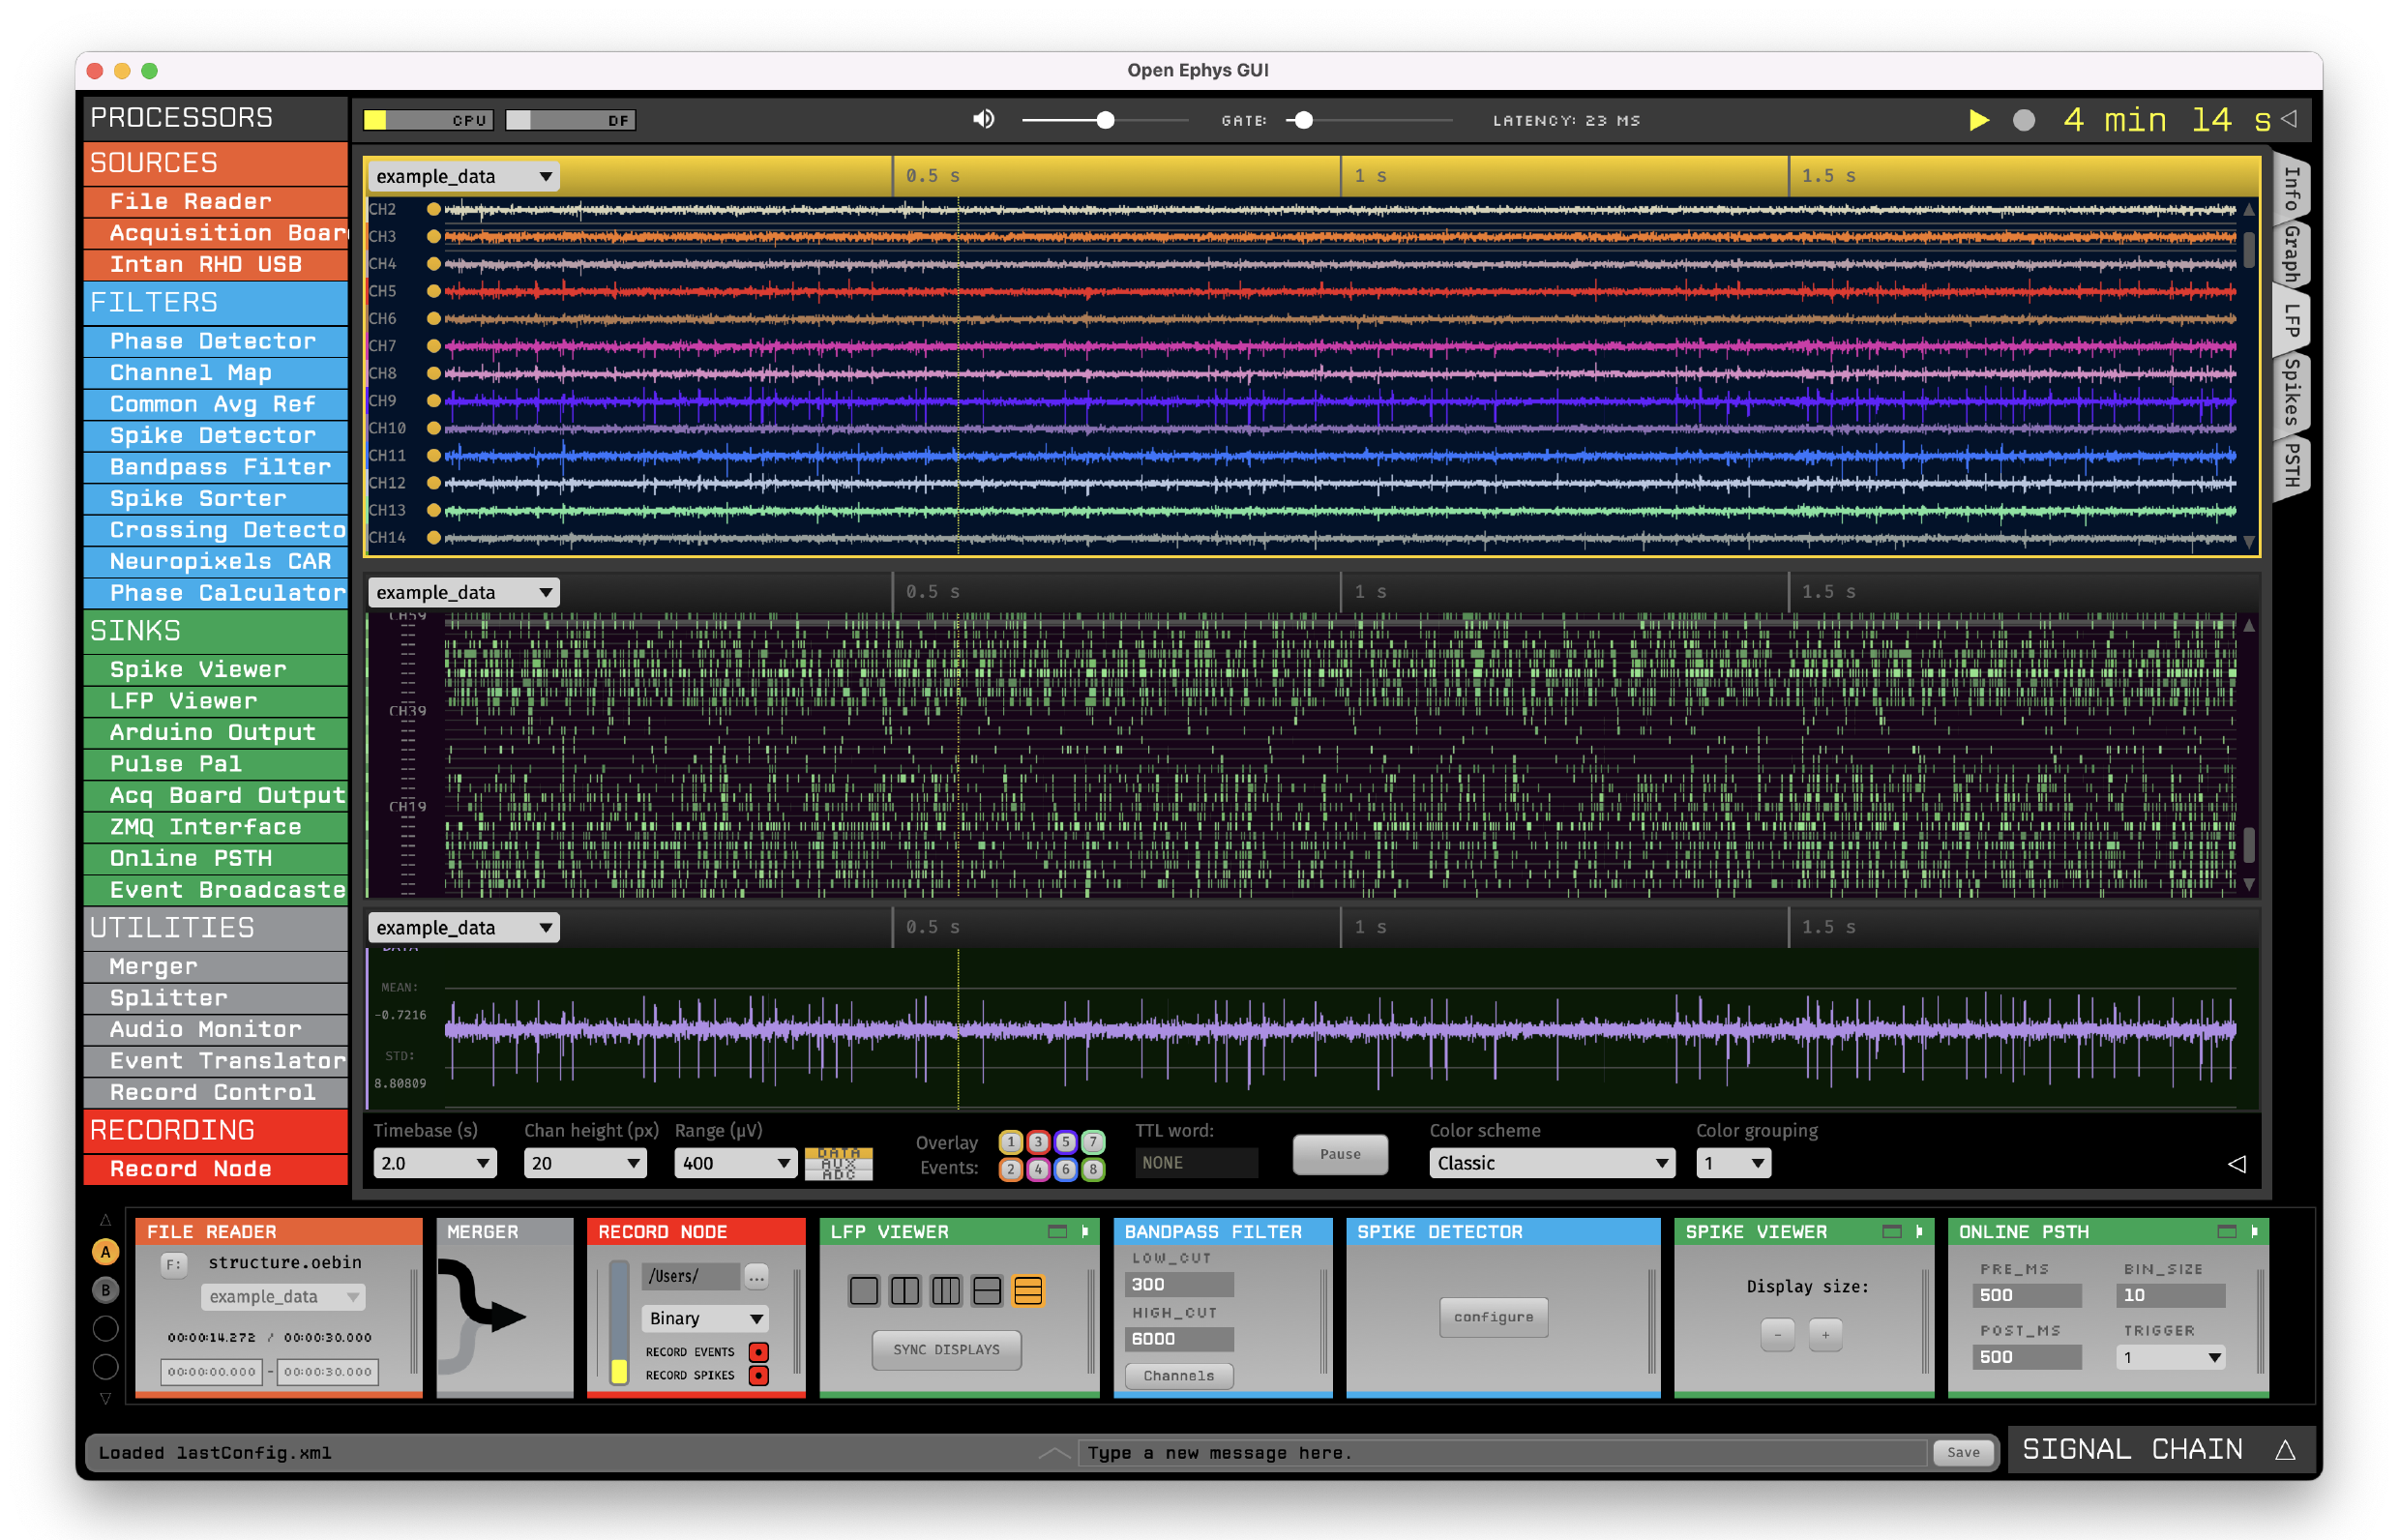 Open Ephys GUI
PROCESSORS
SOURCES
File Reader
Acquisition Boar
Intan RHD USB
FILTERS
Phase Detector
Channel Map
Common Avg Ref
Spike Detector
Bandpass Filter
Spike Sorter
Crossing Detecto
Neuropixels CAR
Phase Calculator
SINKS
Spike Viewer
LFP Viewer
Arduino Output
Pulse Pal
Acq Board Output
ZMQ Interface
Online PSTH
Event Broadcaste
UTILITIES
Merger
Splitter
Audio Monitor
Event Translator
Record Control
RECORDING
Record Node
CPU DF GATE: LATENCY: 23 MS 4 min 14 s
example_data 0.5 s 1 s 1.5 s
CH2
CH3
CH4
CH5
CH6
CH7
CH8
CH9
CH10
CH11
CH12
CH13
CH14
Info
Graph
LFP
Spikes
PSTH
example_data 0.5 s 1 s 1.5 s
CH59
--
--
--
--
--
--
--
--
--
CH39
--
--
--
--
--
--
--
--
--
CH19
--
--
--
--
--
--
--
--
example_data 0.5 s 1 s 1.5 s
DATA
MEAN:
-0.7216
STD:
8.80809
Timebase (s) Chan height (px) Range (µV) TTL word: Color scheme Color grouping
2.0 20 400 DATA AUX ADC Overlay Events: 1 3 5 7 2 4 6 8 NONE Pause Classic 1
A
B
FILE READER
F: structure.oebin
example_data
00:00:14.272 / 00:00:30.000
00:00:00.000 - 00:00:30.000
MERGER
RECORD NODE
/Users/ ...
Binary
RECORD EVENTS
RECORD SPIKES
LFP VIEWER
SYNC DISPLAYS
BANDPASS FILTER
LOW_CUT
300
HIGH_CUT
6000
Channels
SPIKE DETECTOR
configure
SPIKE VIEWER
Display size:
- +
ONLINE PSTH
PRE_MS BIN_SIZE
500 10
POST_MS TRIGGER
500 1
Loaded lastConfig.xml Type a new message here. Save SIGNAL CHAIN